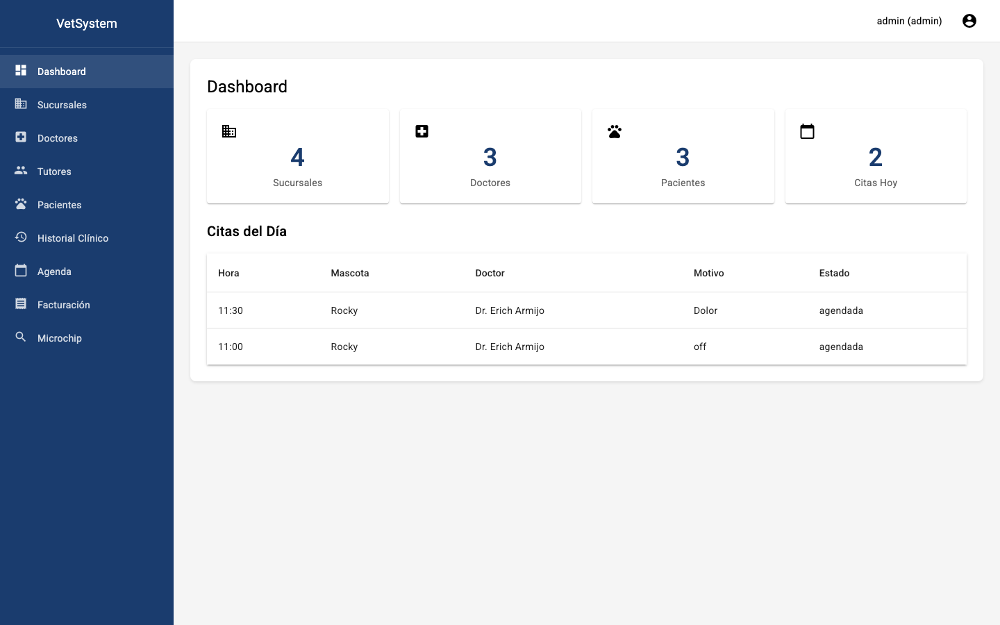 VetSystem
admin (admin)
Dashboard
Sucursales
Doctores
Tutores
Pacientes
Historial Clínico
Agenda
Facturación
Microchip
Dashboard
4 3 3 2
Sucursales Doctores Pacientes Citas Hoy
Citas del Día
Hora Mascota Doctor Motivo Estado
11:30 Rocky Dr. Erich Armijo Dolor agendada
11:00 Rocky Dr. Erich Armijo off agendada